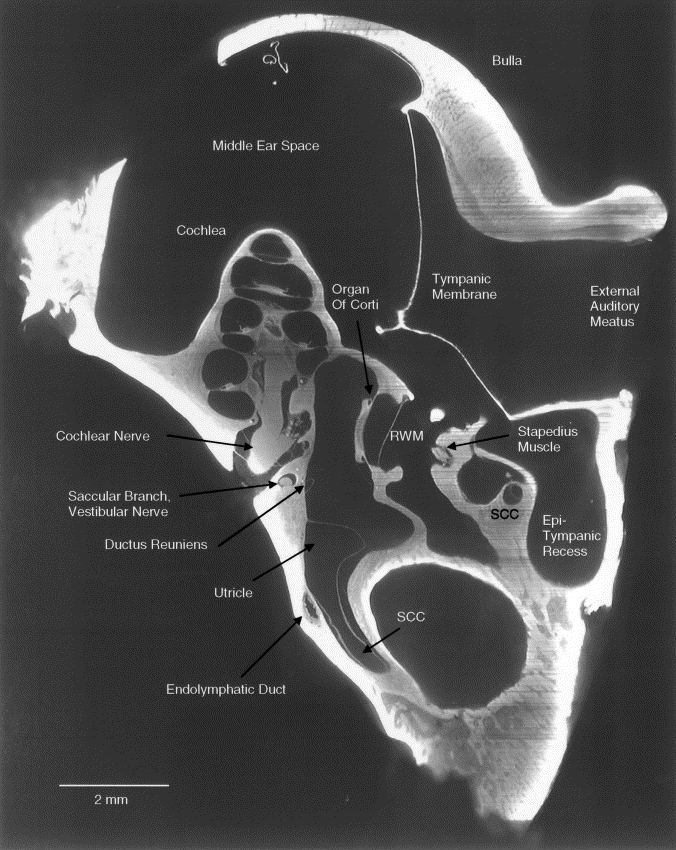 Bulla
Middle Ear Space
Cochlea
Organ
Of Corti
Tympanic
Membrane
External
Auditory
Meatus
Cochlear Nerve
RWM
Stapedius
Muscle
Saccular Branch,
Vestibular Nerve
SCC
Epi-
Tympanic
Recess
Ductus Reuniens
Utricle
SCC
Endolymphatic Duct
2 mm